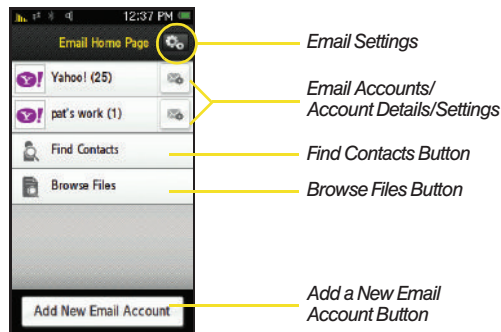 12:37 PM
Email Home Page
Email Settings
Yahoo! (25)
Email Accounts/
Account Details/Settings
pat's work (1)
Find Contacts
Find Contacts Button
Browse Files
Browse Files Button
Add New Email Account
Add a New Email
Account Button